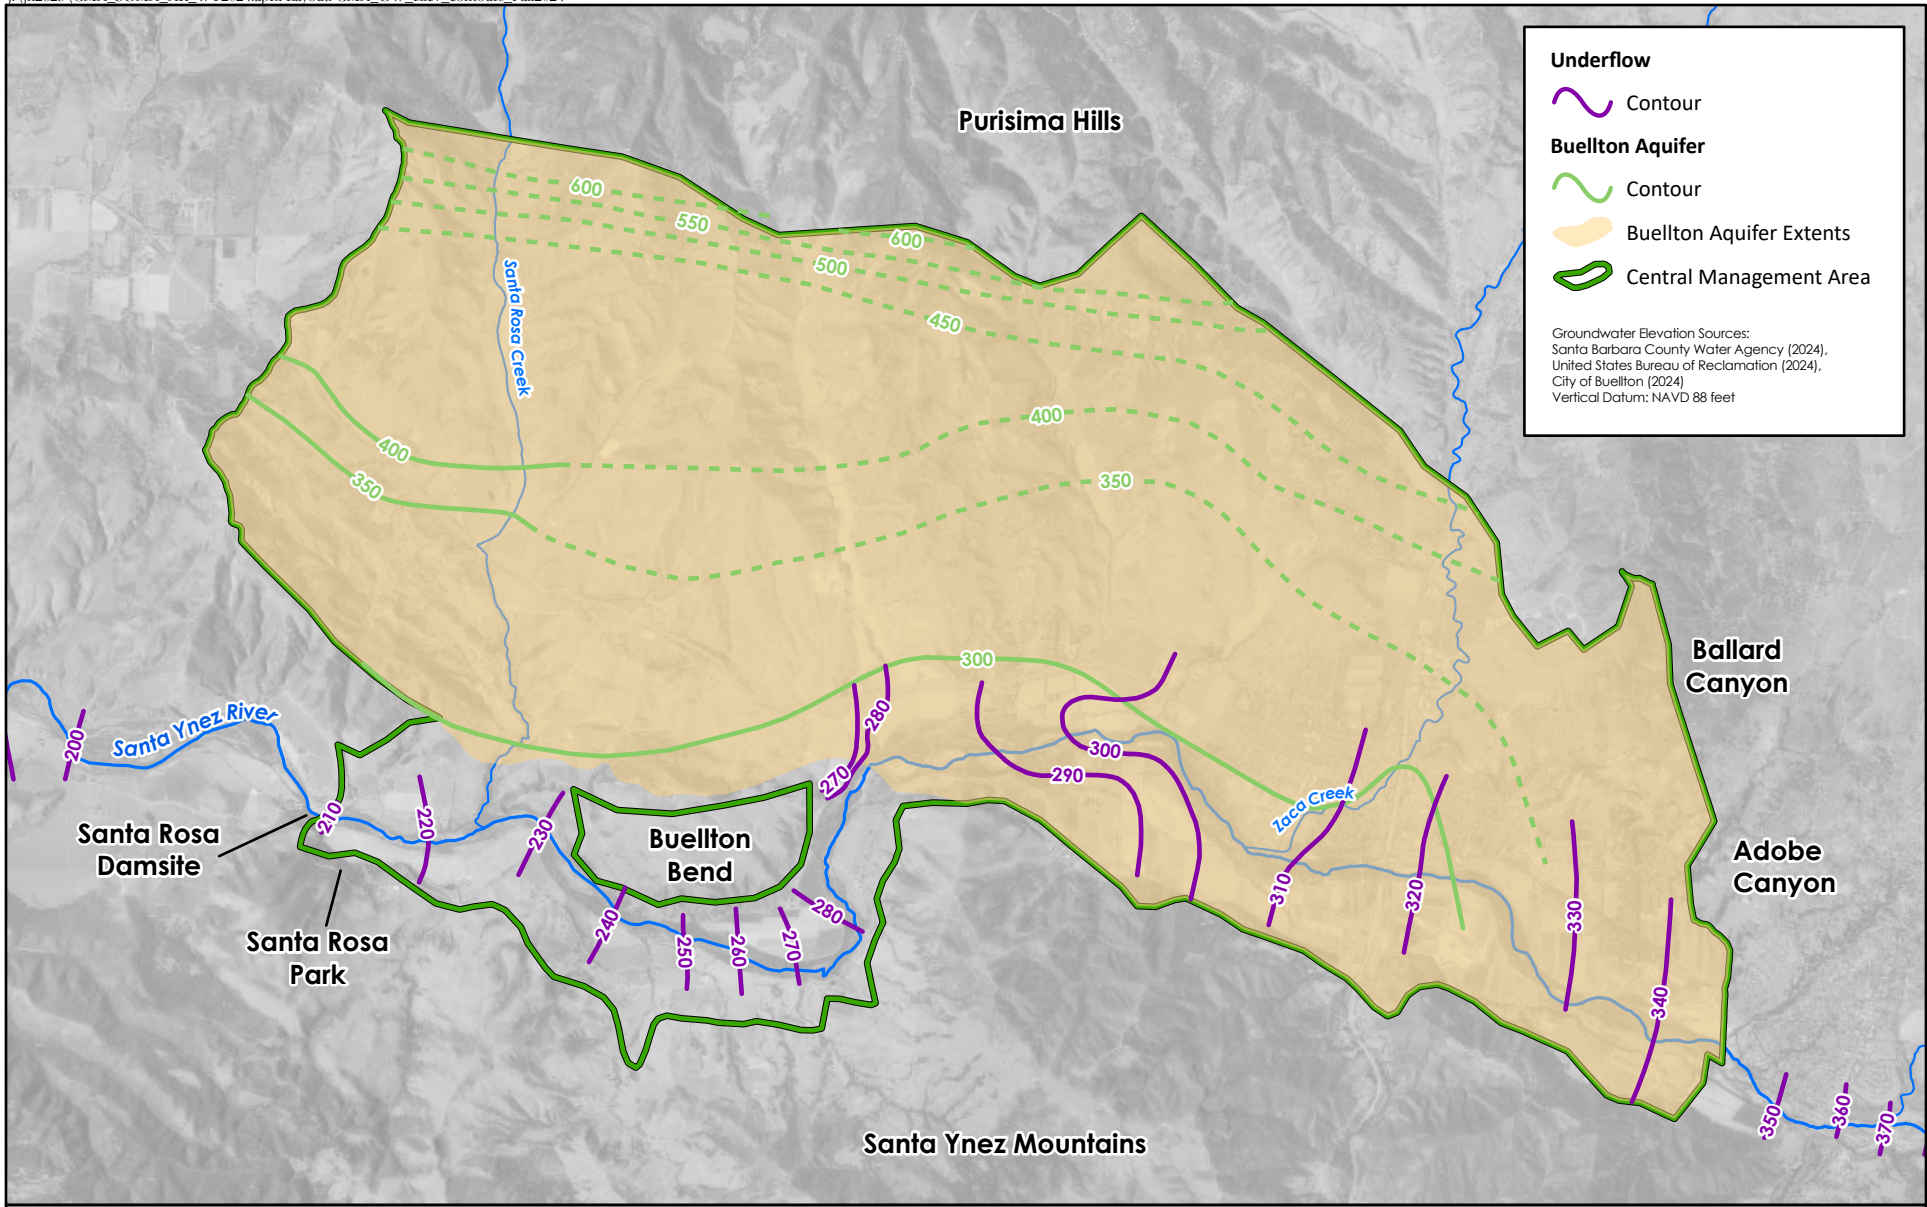 Purisima Hills
Underflow
Contour
Buellton Aquifer
Contour
Buellton Aquifer Extents
Central Management Area
Groundwater Elevation Sources:
Santa Barbara County Water Agency (2024),
United States Bureau of Reclamation (2024),
City of Buellton (2024)
Vertical Datum: NAVD 88 feet
600
550
600
500
450
Santa Rosa Creek
400
400
350
350
300
Ballard
Canyon
280
Santa Ynez River
200
300
290
270
Zaca Creek
210
220
230
Santa Rosa
Damsite
Buellton
Bend
Adobe
Canyon
310
320
330
280
240
250
260
270
Santa Rosa
Park
340
350
360
370
Santa Ynez Mountains